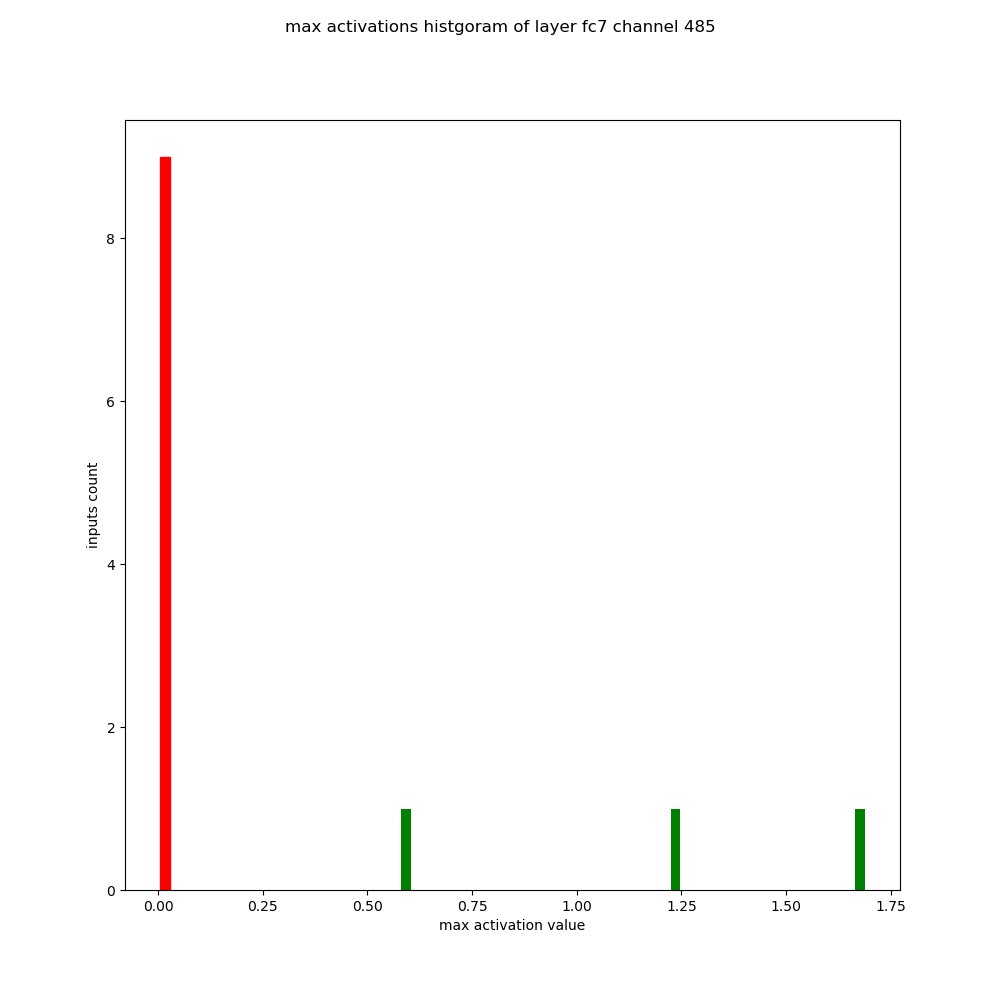 max activations histgoram of layer fc7 channel 485
8
6
4
2
0
inputs count
0.00 0.25 0.50 0.75 1.00 1.25 1.50 1.75
max activation value